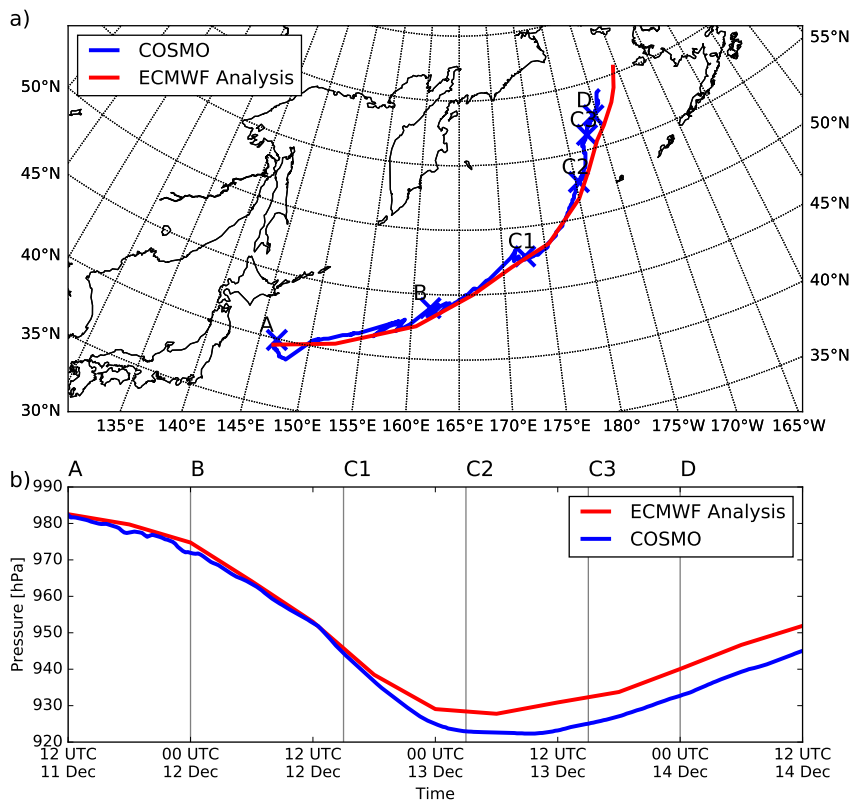 a)
COSMO
ECMWF Analysis
55°N
50°N
50°N
45°N
45°N
40°N
40°N
35°N
35°N
30°N
D
C3
C2
C1
B
A
135°E 140°E 145°E 150°E 155°E 160°E 165°E 170°E 175°E 180° 175°W 170°W 165°W
b)
A B C1 C2 C3 D
ECMWF Analysis
COSMO
990
980
970
960
950
940
930
920
Pressure [hPa]
12 UTC 00 UTC 12 UTC 00 UTC 12 UTC 00 UTC 12 UTC
11 Dec 12 Dec 12 Dec 13 Dec 13 Dec 14 Dec 14 Dec
Time